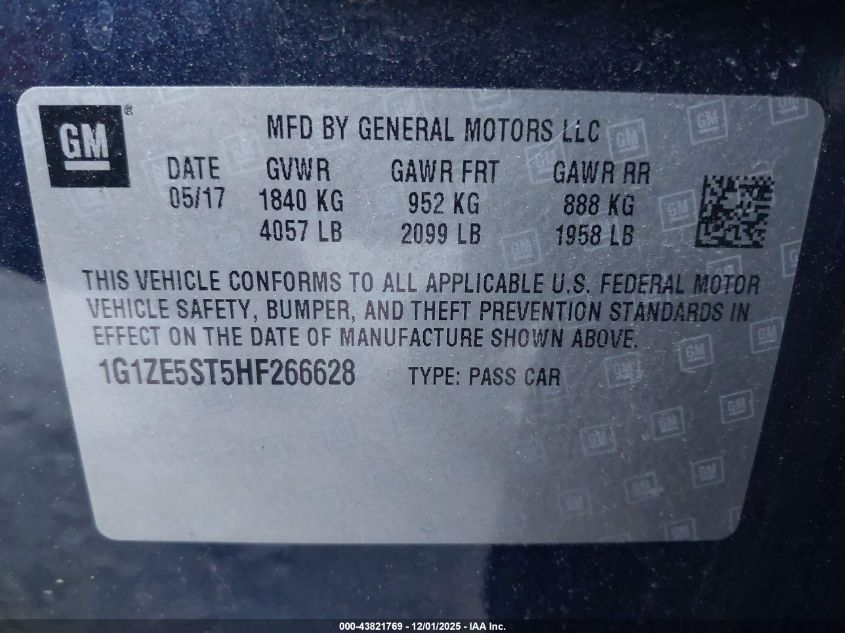 GM ®
MFD BY GENERAL MOTORS LLC
DATE GVWR GAWR FRT GAWR RR
05/17 1840 KG 952 KG 888 KG
4057 LB 2099 LB 1958 LB
THIS VEHICLE CONFORMS TO ALL APPLICABLE U.S. FEDERAL MOTOR
VEHICLE SAFETY, BUMPER, AND THEFT PREVENTION STANDARDS IN
EFFECT ON THE DATE OF MANUFACTURE SHOWN ABOVE.
1G1ZE5ST5HF266628 TYPE: PASS CAR
000-43821769 - 12/01/2025 - IAA Inc.